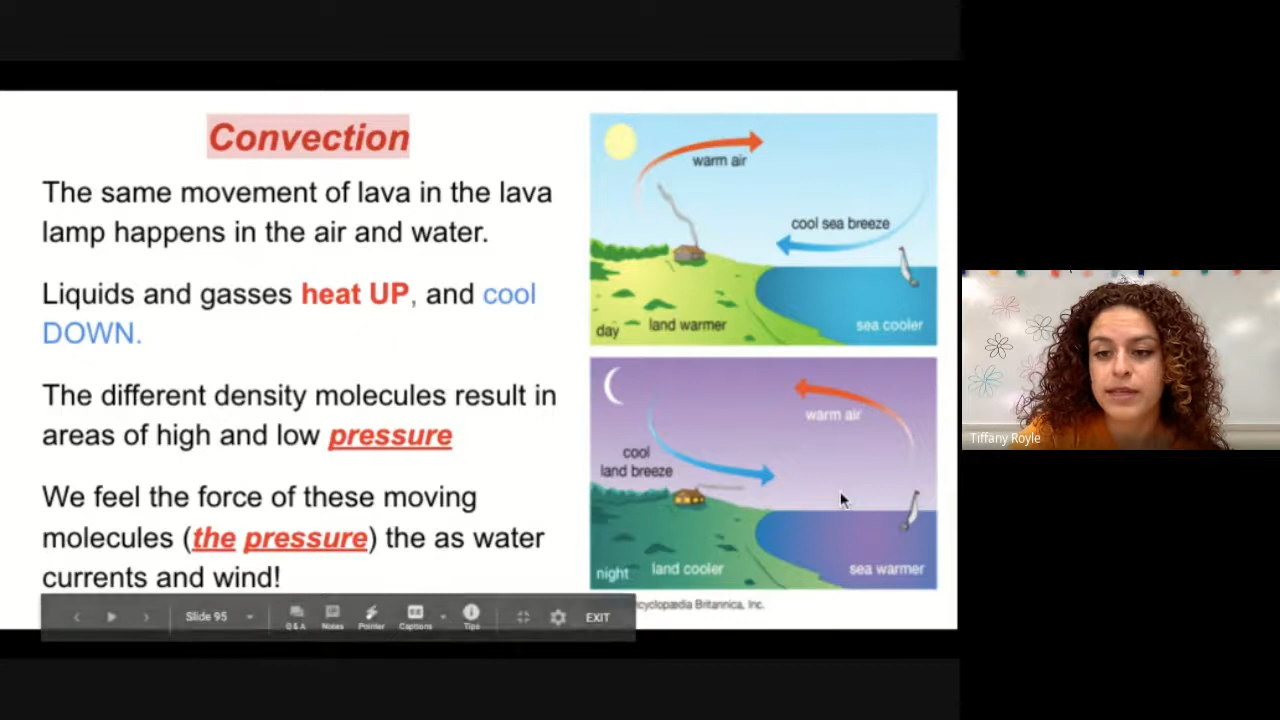 Convection
The same movement of lava in the lava
lamp happens in the air and water.
Liquids and gasses heat UP, and cool
DOWN.
The different density molecules result in
areas of high and low pressure
We feel the force of these moving
molecules (the pressure) the as water
currents and wind!
warm air
cool sea breeze
day
land warmer
sea cooler
warm air
cool
land breeze
night
land cooler
sea warmer
cyclopædia Britannica, Inc.
Slide 95
Q & A
Notes
Pointer
Captions
Tips
EXIT
Tiffany Royle